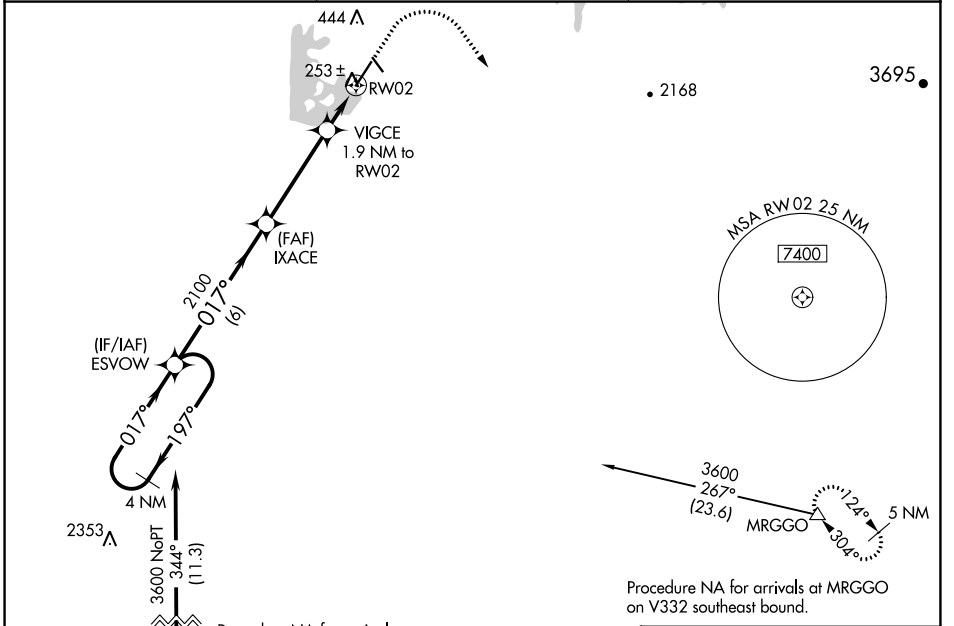 444
253±
RW02
VIGCE
1.9 NM to
RW02
2168
3695
(FAF)
IXACE
MSA RW02 25 NM
7400
2100
017°
(6)
(IF/IAF)
ESVOW
017°
197°
4 NM
2353
3600 NoPT
344°
(11.3)
3600
267°
(23.6)
MRGGO
124°
304°
5 NM
Procedure NA for arrivals at MRGGO
on V332 southeast bound.